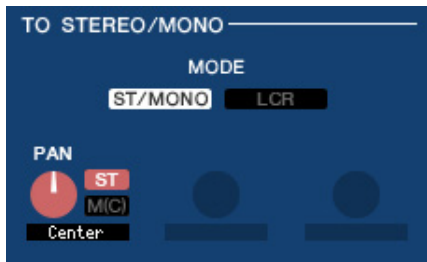 TO STEREO/MONO
MODE
ST/MONO LCR
PAN
ST
M(C)
Center